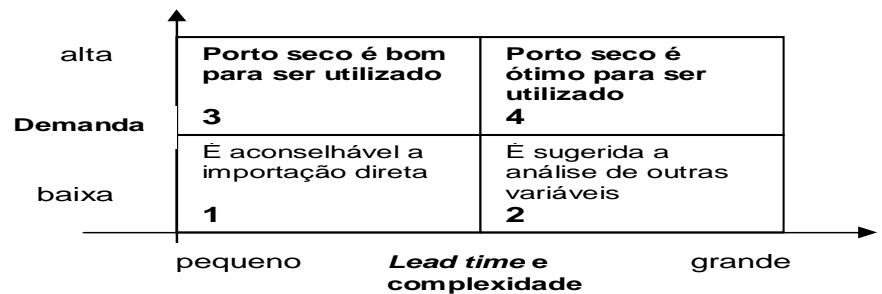 alta
Porto seco é bom
para ser utilizado
3
Porto seco é
ótimo para ser
utilizado
4
Demanda
É aconselhável a
importação direta
1
É sugerida a
análise de outras
variáveis
2
baixa
pequeno
Lead time e
complexidade
grande